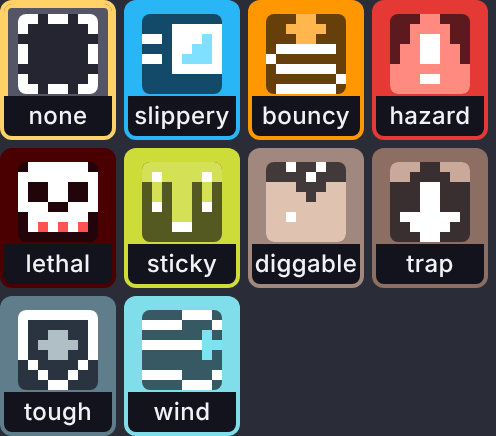 none
slippery
bouncy
hazard
lethal
sticky
diggable
trap
tough
wind